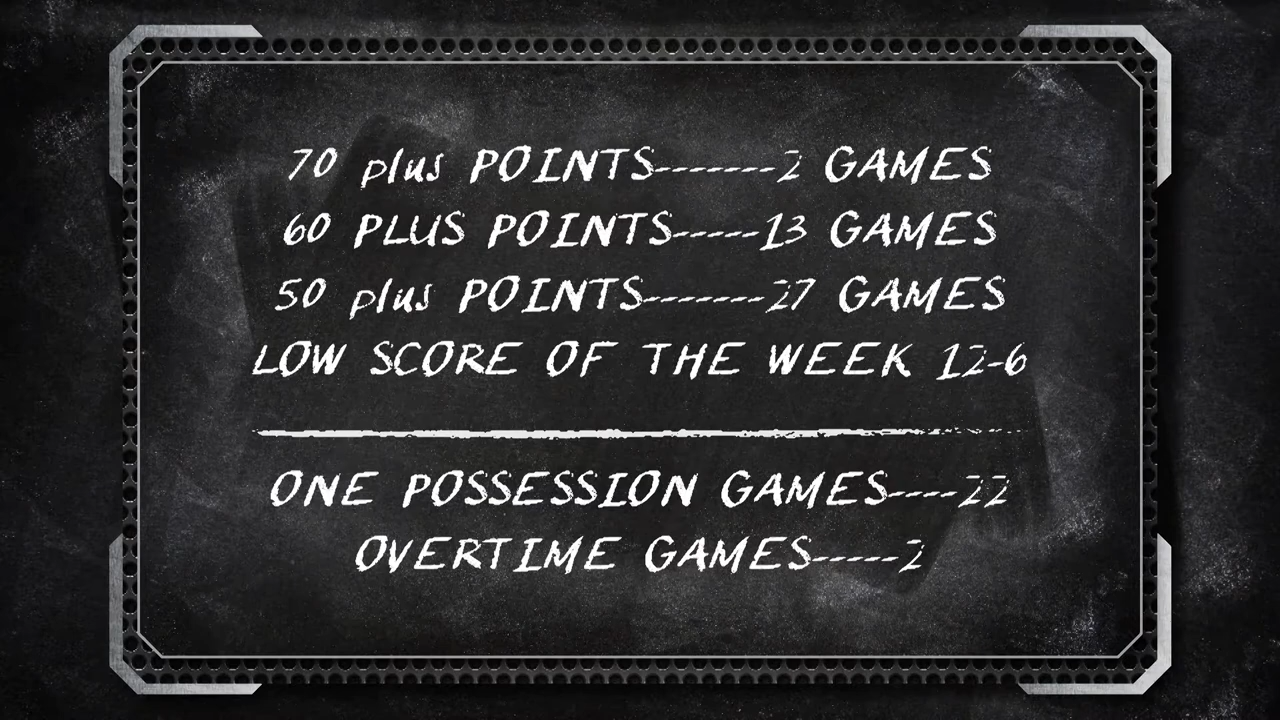 70 plus POINTS-------2 GAMES
60 PLUS POINTS-----13 GAMES
50 plus POINTS-------27 GAMES
LOW SCORE OF THE WEEK 12-6
ONE POSSESSION GAMES----22
OVERTIME GAMES-----2